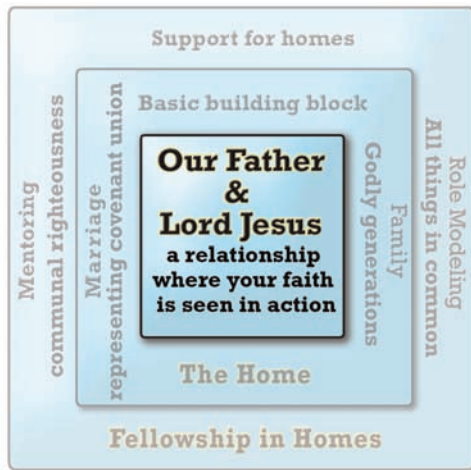 Support for homes
Basic building block
Mentoring
communal righteousness
Marriage
representing covenant union
Our Father
&
Lord Jesus
a relationship
where your faith
is seen in action
Family
Godly generations
Role Modeling
All things in common
The Home
Fellowship in Homes